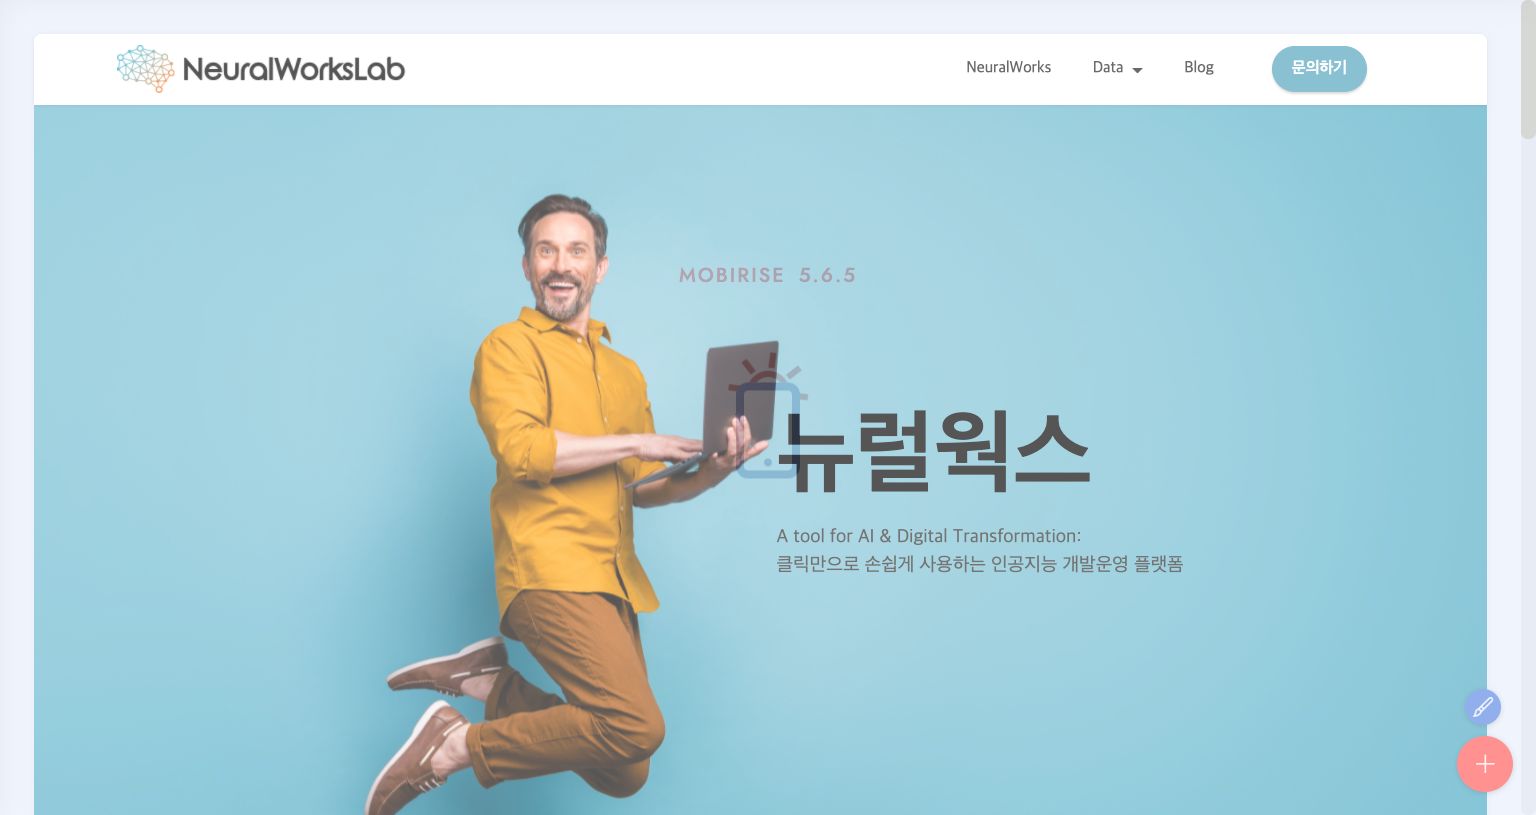 NeuralWorksLab
NeuralWorks
Data
Blog
문의하기
MOBIRISE 5.6.5
뉴럴웍스
A tool for AI & Digital Transformation:
클릭만으로 손쉽게 사용하는 인공지능 개발운영 플랫폼